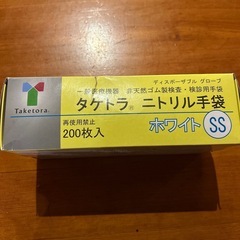 ディスポーザブル グローブ
一般医療機器 非天然ゴム製検査・検診用手袋
Taketora®
タケトラ® ニトリル手袋
再使用禁止
200枚入
ホワイト SS